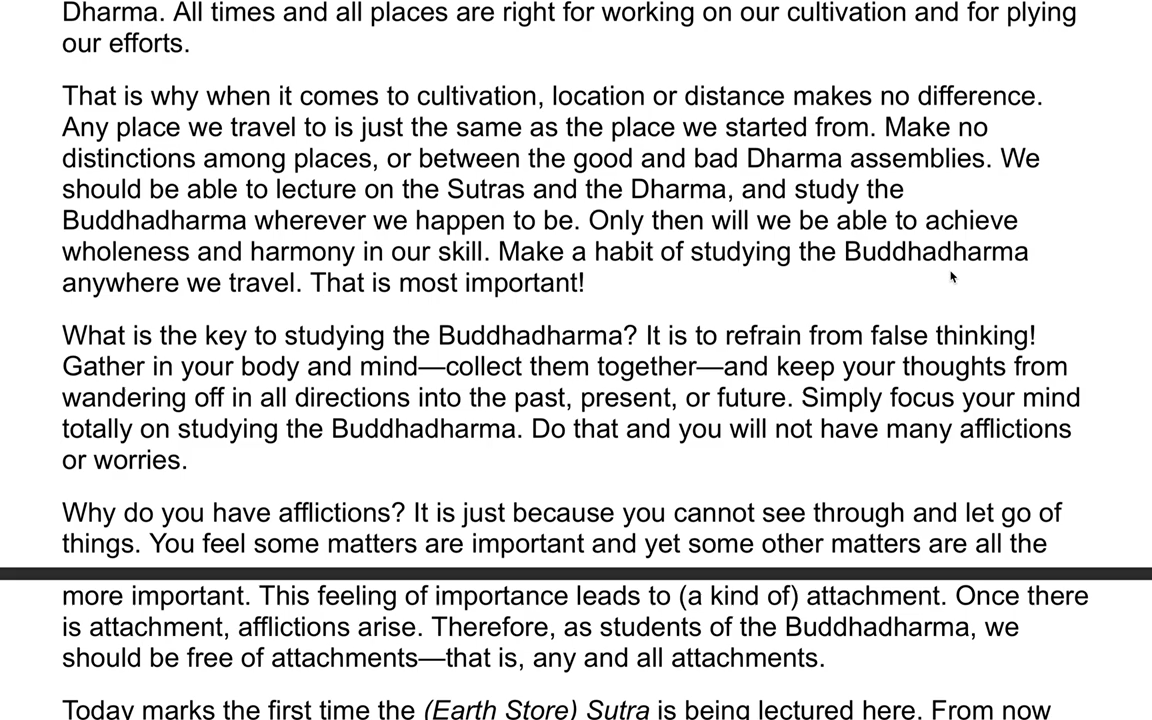 Dharma. All times and all places are right for working on our cultivation and for plying
our efforts.
That is why when it comes to cultivation, location or distance makes no difference.
Any place we travel to is just the same as the place we started from. Make no
distinctions among places, or between the good and bad Dharma assemblies. We
should be able to lecture on the Sutras and the Dharma, and study the
Buddhadharma wherever we happen to be. Only then will we be able to achieve
wholeness and harmony in our skill. Make a habit of studying the Buddhadharma
anywhere we travel. That is most important!
What is the key to studying the Buddhadharma? It is to refrain from false thinking!
Gather in your body and mind—collect them together—and keep your thoughts from
wandering off in all directions into the past, present, or future. Simply focus your mind
totally on studying the Buddhadharma. Do that and you will not have many afflictions
or worries.
Why do you have afflictions? It is just because you cannot see through and let go of
things. You feel some matters are important and yet some other matters are all the
more important. This feeling of importance leads to (a kind of) attachment. Once there
is attachment, afflictions arise. Therefore, as students of the Buddhadharma, we
should be free of attachments—that is, any and all attachments.
Today marks the first time the (Earth Store) Sutra is being lectured here. From now